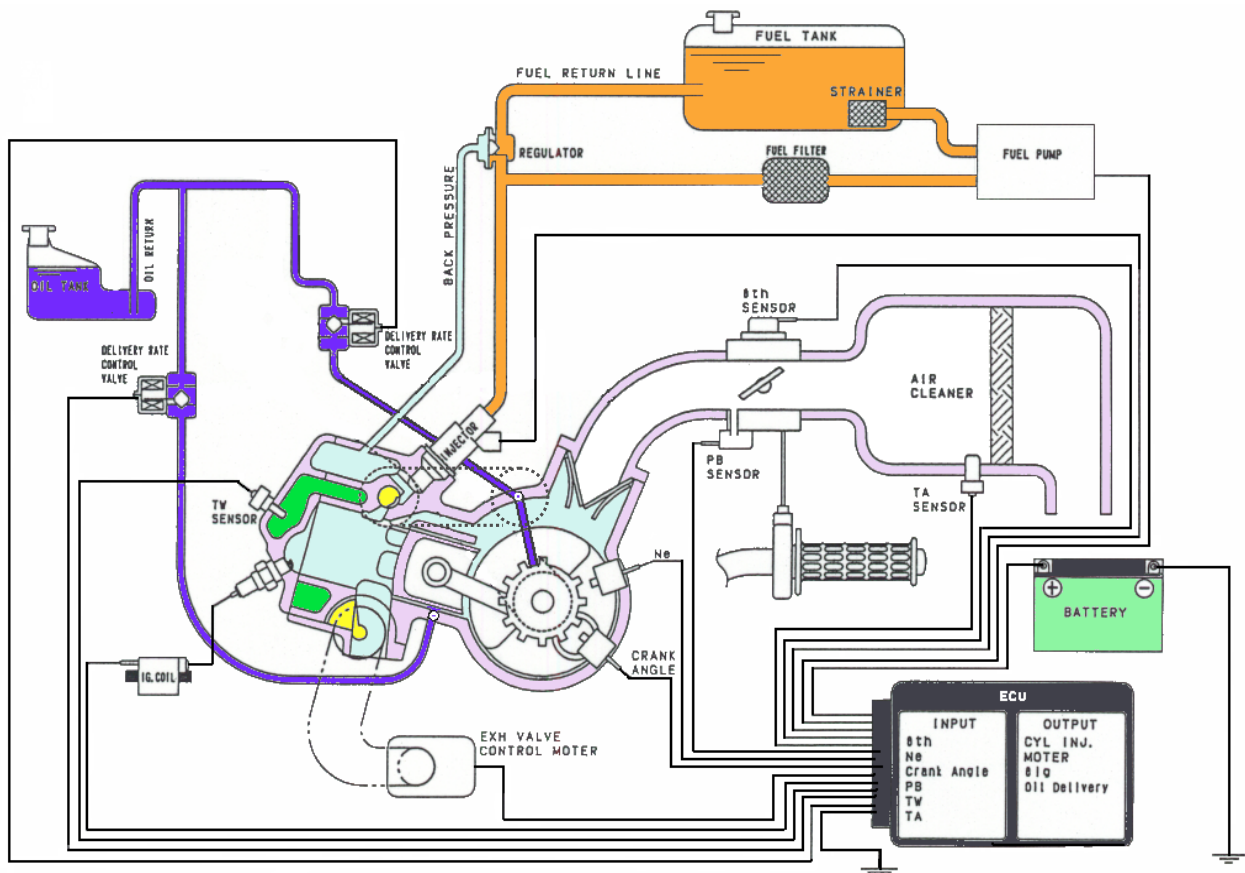 FUEL TANK
FUEL RETURN LINE
STRAINER
FUEL PUMP
FUEL FILTER
REGULATOR
BACK PRESSURE
OIL RETURN
OIL TANK
DELIVERY RATE
CONTROL
VALVE
DELIVERY RATE
CONTROL
VALVE
θth
SENSOR
AIR
CLEANER
INJECTOR
PB
SENSOR
TA
SENSOR
TW
SENSOR
Ne
CRANK
ANGLE
BATTERY
IG.COIL
EXH VALVE
CONTROL MOTER
ECU
INPUT
θth
Ne
Crank Angle
PB
TW
TA
OUTPUT
CYL INJ.
MOTER
θig
Oil Delivery